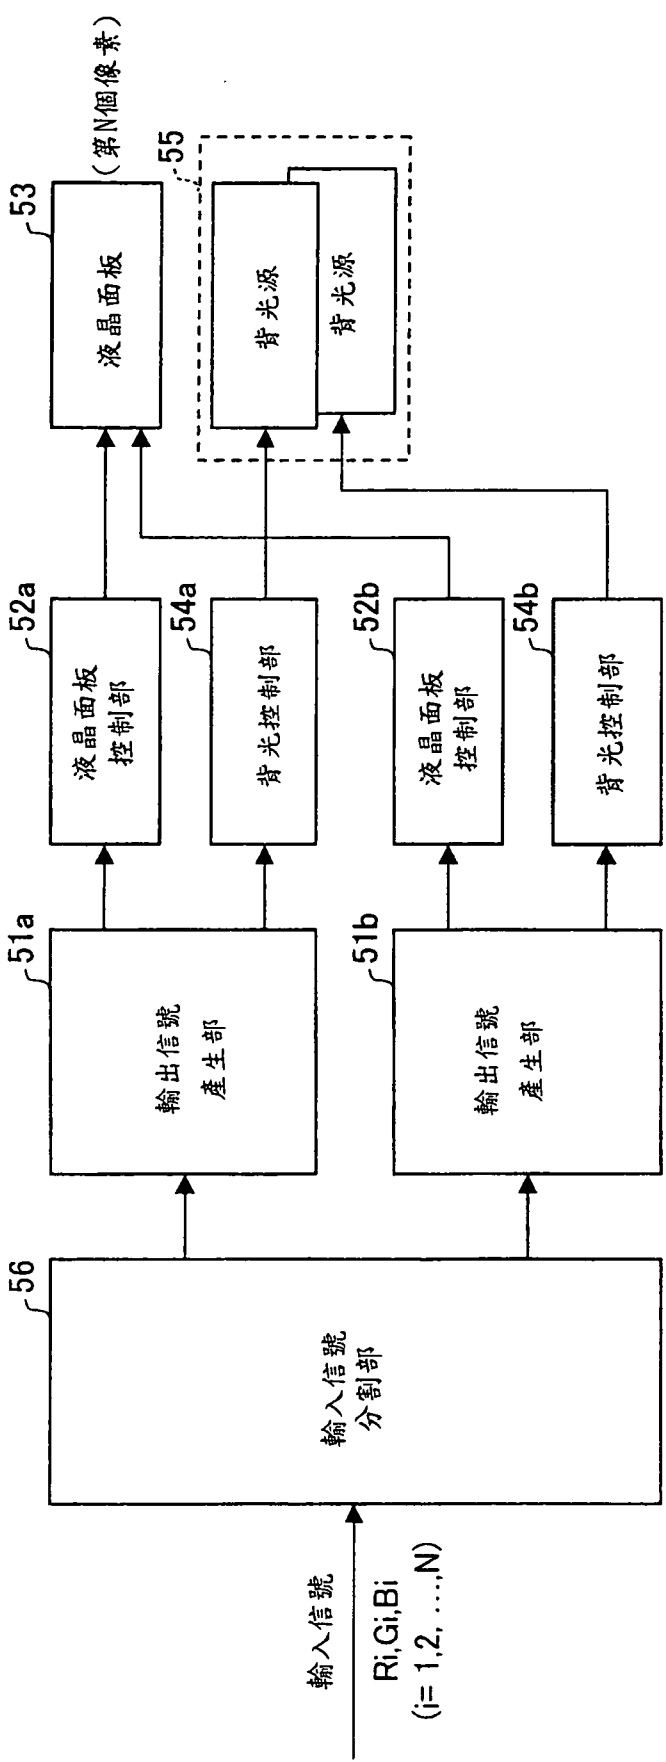 輸入信號
Ri,Gi,Bi
(i= 1,2, …,N)
56
輸入信號
分割部
51a
輸出信號
產生部
51b
輸出信號
產生部
52a
液晶面板
控制部
54a
背光控制部
52b
液晶面板
控制部
54b
背光控制部
53
液晶面板
(第N個像素)
55
背光源
背光源